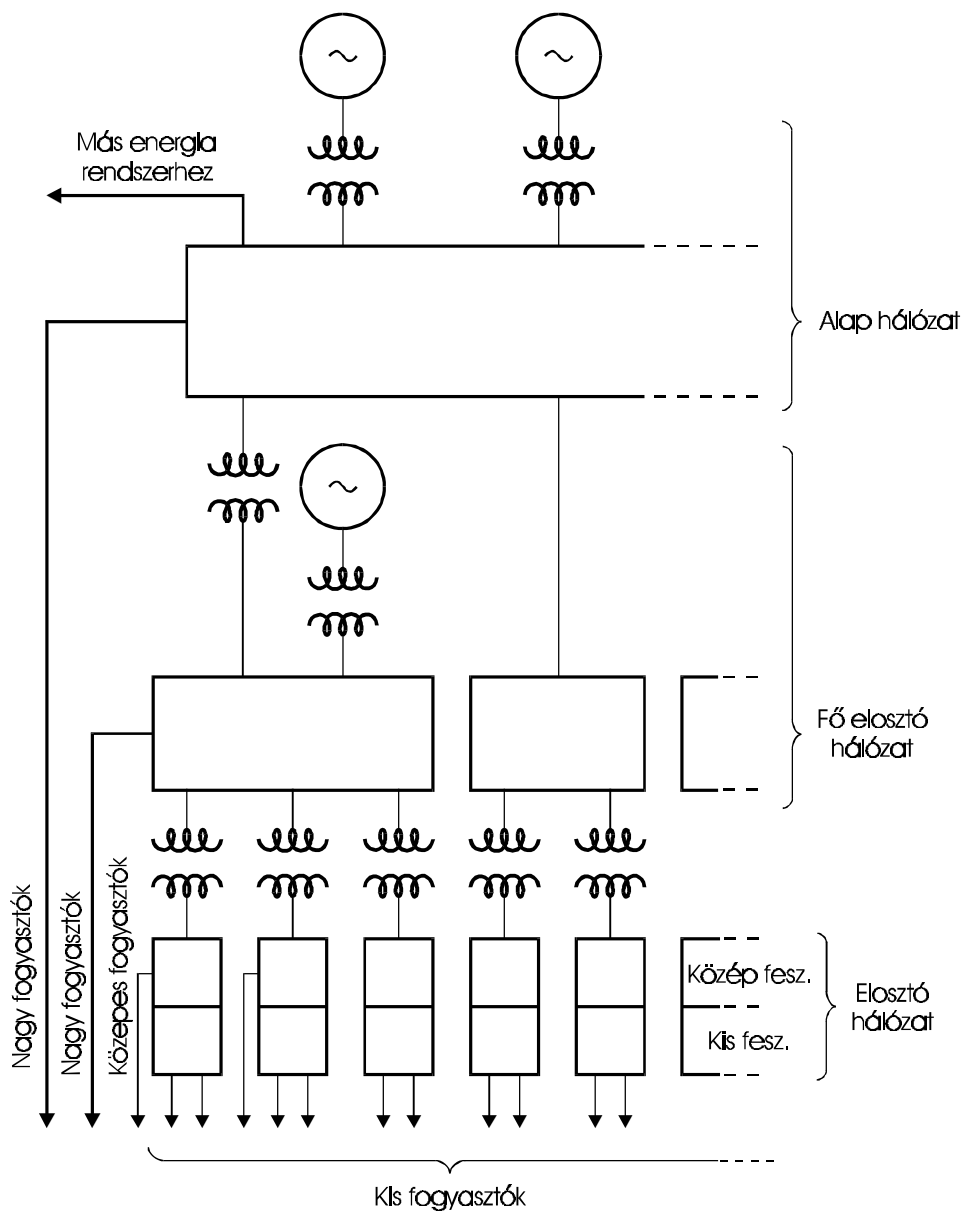 Más energia
rendszerhez
Alap hálózat
Fő elosztó
hálózat
Nagy fogyasztók
Nagy fogyasztók
Közepes fogyasztók
Közép fesz.
Kis fesz.
Elosztó
hálózat
Kis fogyasztók